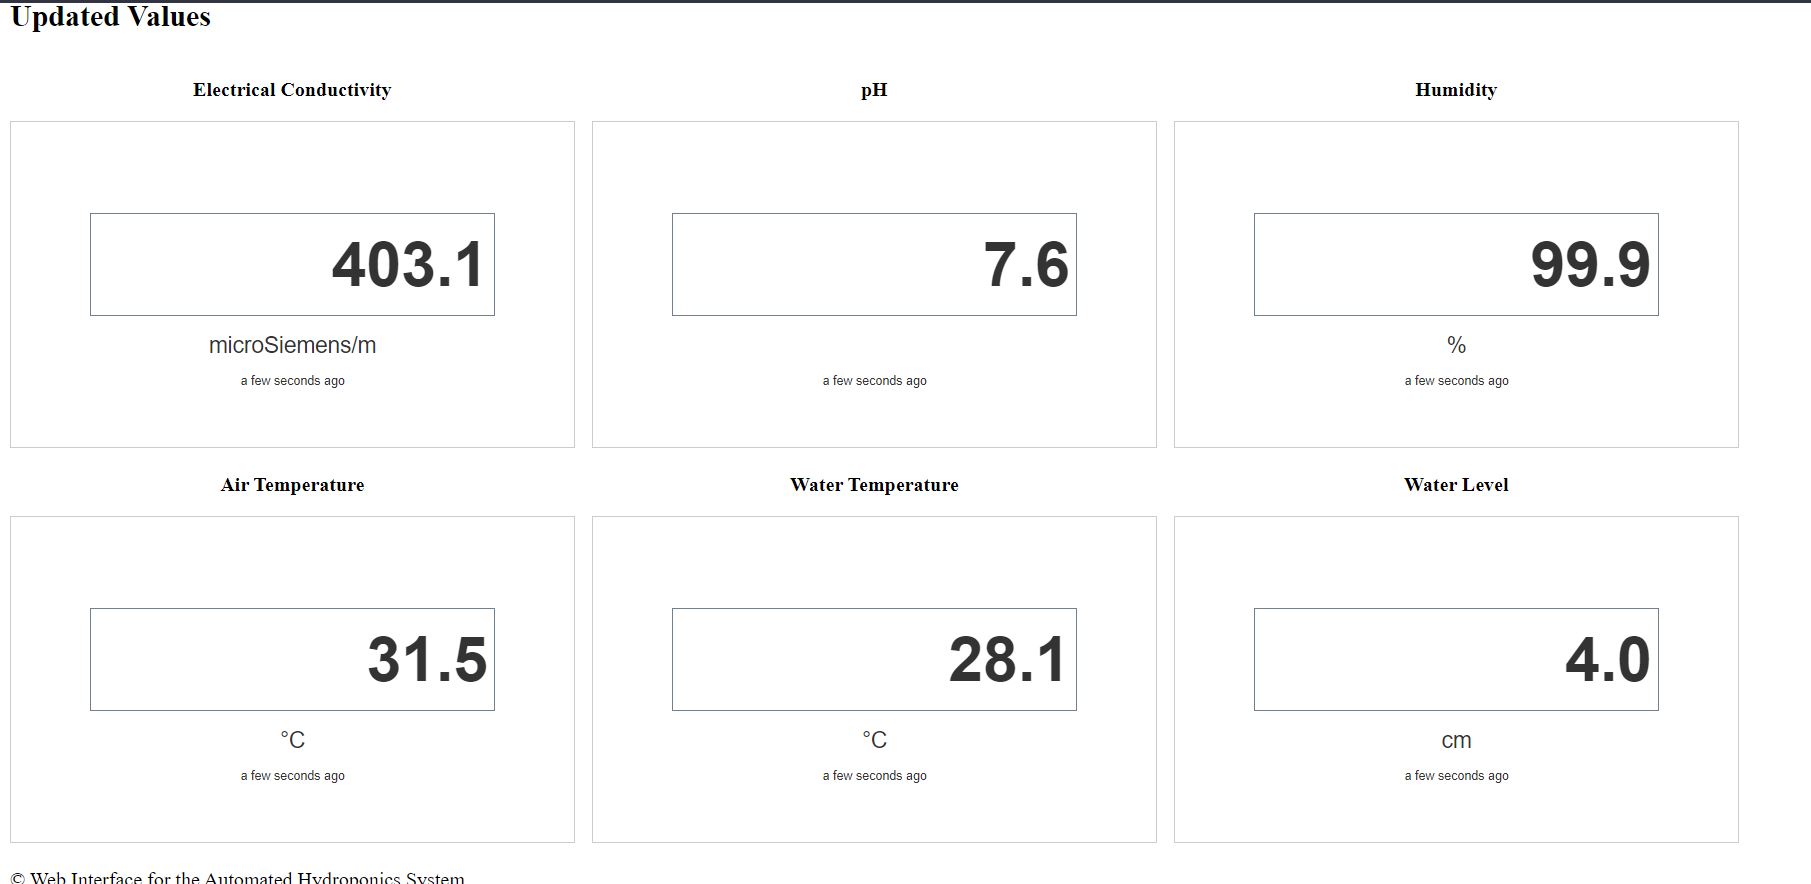 Updated Values
Electrical Conductivity
pH
Humidity
403.1
7.6
99.9
microSiemens/m
%
a few seconds ago
a few seconds ago
a few seconds ago
Air Temperature
Water Temperature
Water Level
31.5
28.1
4.0
°C
°C
cm
a few seconds ago
a few seconds ago
a few seconds ago
© Web Interface for the Automated Hydroponics System